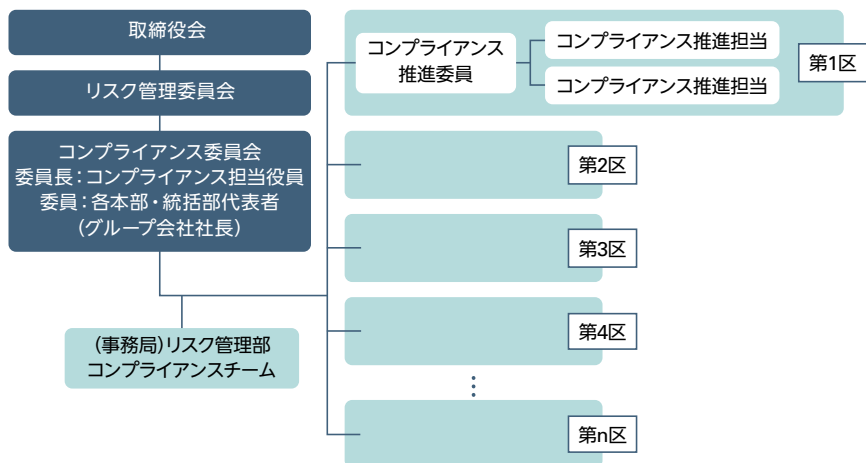 取締役会
リスク管理委員会
コンプライアンス委員会
委員長：コンプライアンス担当役員
委員：各本部・統括部代表者
(グループ会社社長)
(事務局)リスク管理部
コンプライアンスチーム
コンプライアンス
推進委員
コンプライアンス推進担当
コンプライアンス推進担当
第1区
第2区
第3区
第4区
⋮
第n区